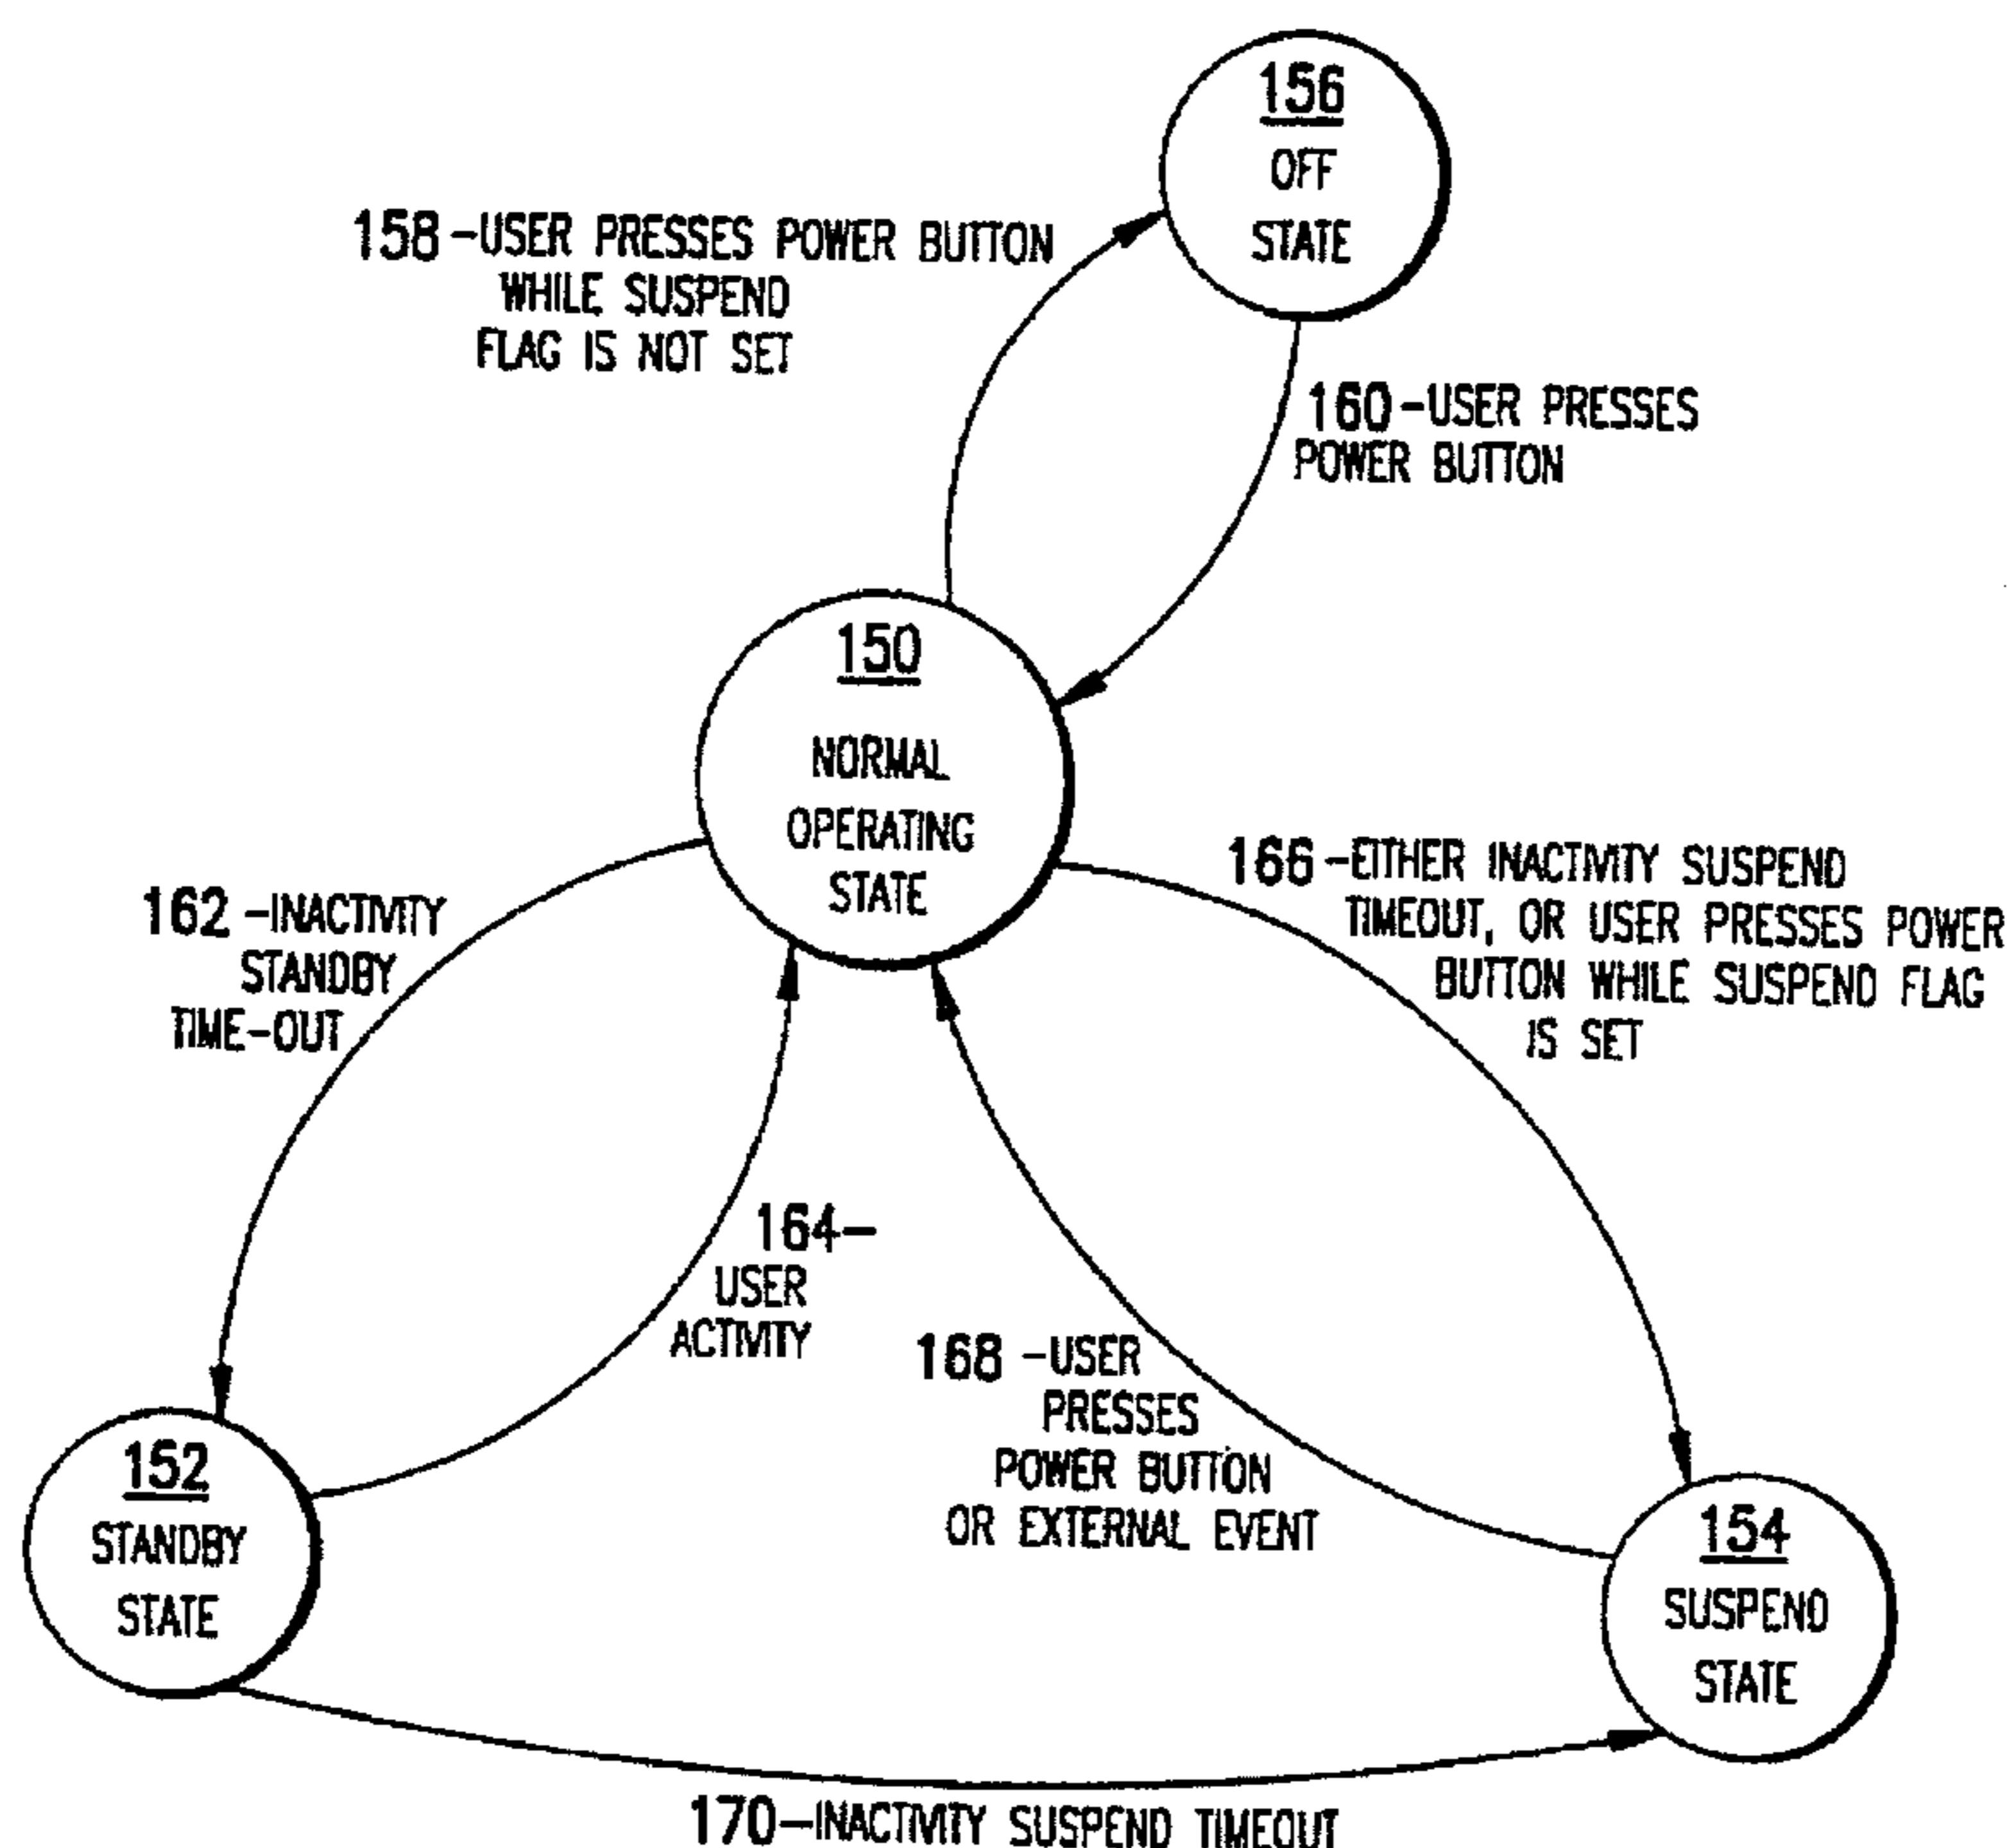 156
OFF
STATE
158-USER PRESSES POWER BUTTON
WHILE SUSPEND
FLAG IS NOT SET
160-USER PRESSES
POWER BUTTON
150
NORMAL
OPERATING
STATE
162-INACTIVITY
STANDBY
TIME-OUT
166-EITHER INACTIVITY SUSPEND
TIMEOUT, OR USER PRESSES POWER
BUTTON WHILE SUSPEND FLAG
IS SET
164-
USER
ACTIVITY
168-USER
PRESSES
POWER BUTTON
OR EXTERNAL EVENT
152
STANDBY
STATE
154
SUSPEND
STATE
170-INACTIVITY SUSPEND TIMEOUT